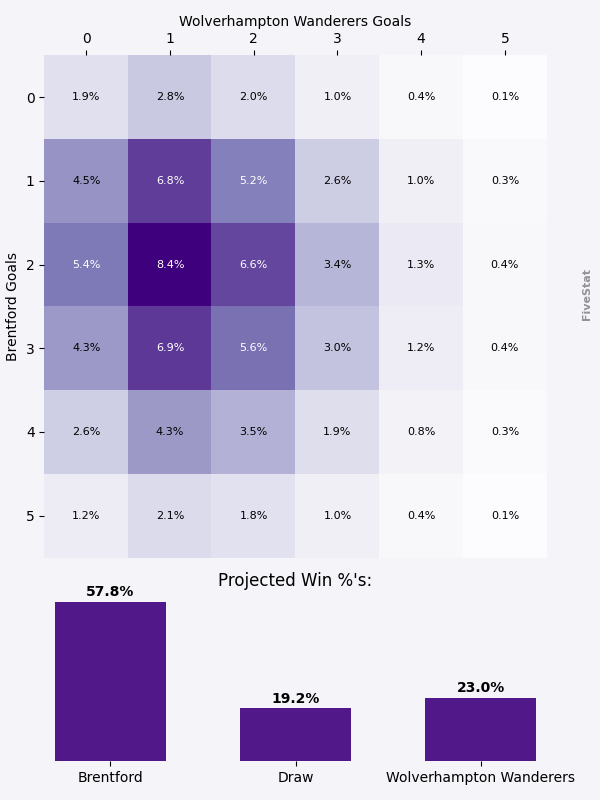 Wolverhampton Wanderers Goals
0 1 2 3 4 5
0 1.9% 2.8% 2.0% 1.0% 0.4% 0.1%
1 4.5% 6.8% 5.2% 2.6% 1.0% 0.3%
2 5.4% 8.4% 6.6% 3.4% 1.3% 0.4%
3 4.3% 6.9% 5.6% 3.0% 1.2% 0.4%
4 2.6% 4.3% 3.5% 1.9% 0.8% 0.3%
5 1.2% 2.1% 1.8% 1.0% 0.4% 0.1%
Brentford Goals
FiveStat
Projected Win %'s:
57.8%
19.2%
23.0%
Brentford Draw Wolverhampton Wanderers